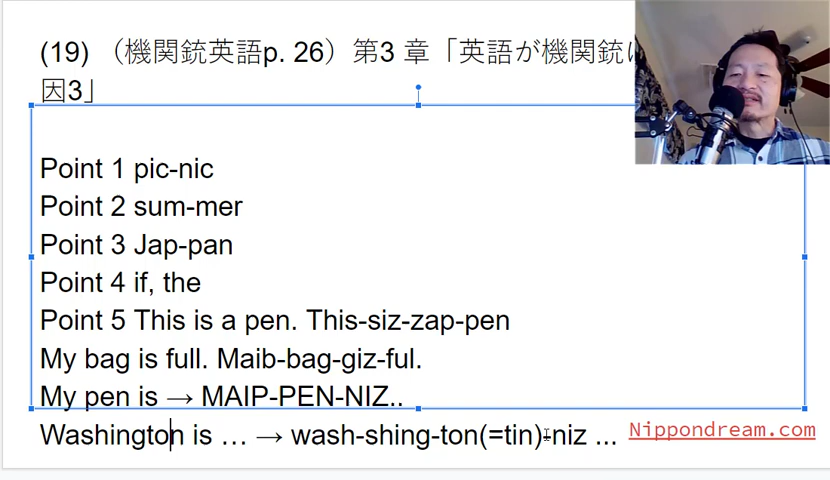 (19) （機関銃英語p. 26）第3 章「英語が機関銃に
因3」
Point 1 pic-nic
Point 2 sum-mer
Point 3 Jap-pan
Point 4 if, the
Point 5 This is a pen. This-siz-zap-pen
My bag is full. Maib-bag-giz-ful.
My pen is → MAIP-PEN-NIZ..
Washington is … → wash-shing-ton(=tin)-niz ...
Nippondream.com